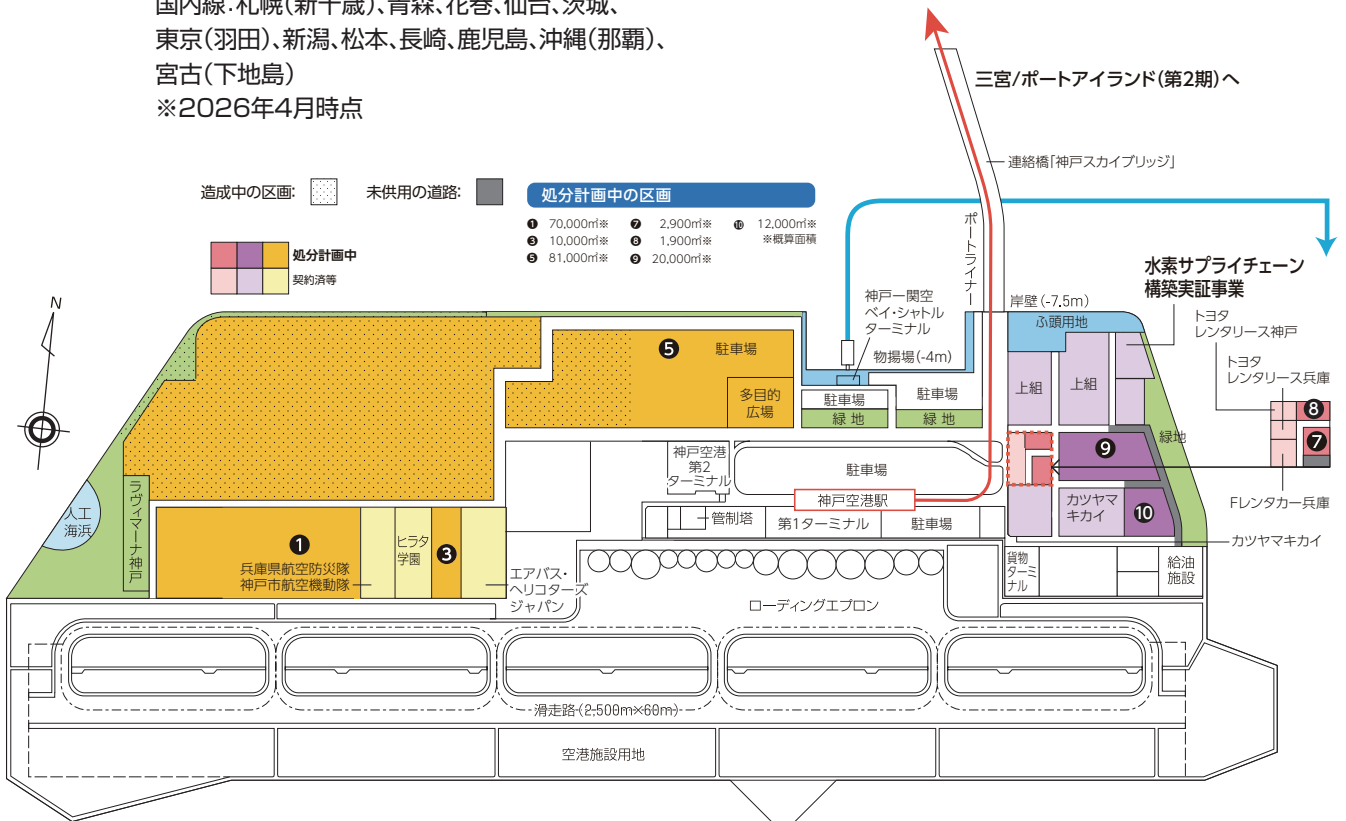 国内線:札幌(新千歳)、青森、花巻、仙台、茨城、
東京(羽田)、新潟、松本、長崎、鹿児島、沖縄(那覇)、
宮古(下地島)
※2026年4月時点
三宮/ポートアイランド(第2期)へ
連絡橋「神戸スカイブリッジ」
造成中の区画:
未供用の道路:
処分計画中の区画
❶ 70,000㎡※ ❼ 2,900㎡※ ❿ 12,000㎡※
❸ 10,000㎡※ ❽ 1,900㎡※ ※概算面積
❺ 81,000㎡※ ❾ 20,000㎡※
処分計画中
契約済等
ポートライナー
水素サプライチェーン
構築実証事業
N
神戸ー関空
ベイ・シャトル
ターミナル
岸壁(-7.5m)
ふ頭用地
トヨタ
レンタリース神戸
❺
駐車場
物揚場(-4m)
トヨタ
レンタリース兵庫
多目的
広場
駐車場
駐車場
緑 地
緑 地
上組
上組
❽
❼
緑地
❾
神戸空港
第2
ターミナル
駐車場
神戸空港駅
Fレンタカー兵庫
人工
海浜
ラヴィマーナ神戸
カツヤマ
キカイ
❿
管制塔
第1ターミナル
駐車場
カツヤマキカイ
❶
ヒラタ
学園
❸
兵庫県航空防災隊
神戸市航空機動隊
エアバス・
ヘリコターズ
ジャパン
貨物
ターミ
ナル
給油
施設
ローディングエプロン
滑走路(2,500m×60m)
空港施設用地